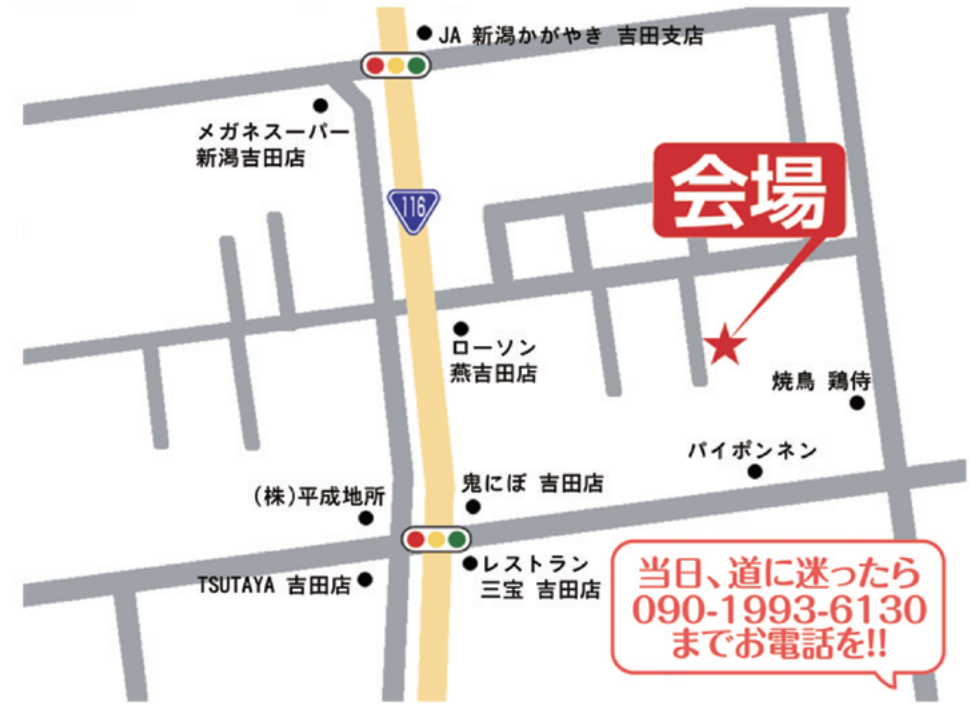 JA 新潟かがやき 吉田支店
メガネスーパー
新潟吉田店
会場
116
ローソン
燕吉田店
焼鳥 鶏侍
パイポンネン
鬼にぼ 吉田店
(株)平成地所
レストラン
三宝 吉田店
TSUTAYA 吉田店
当日、道に迷ったら
090-1993-6130
までお電話を!!